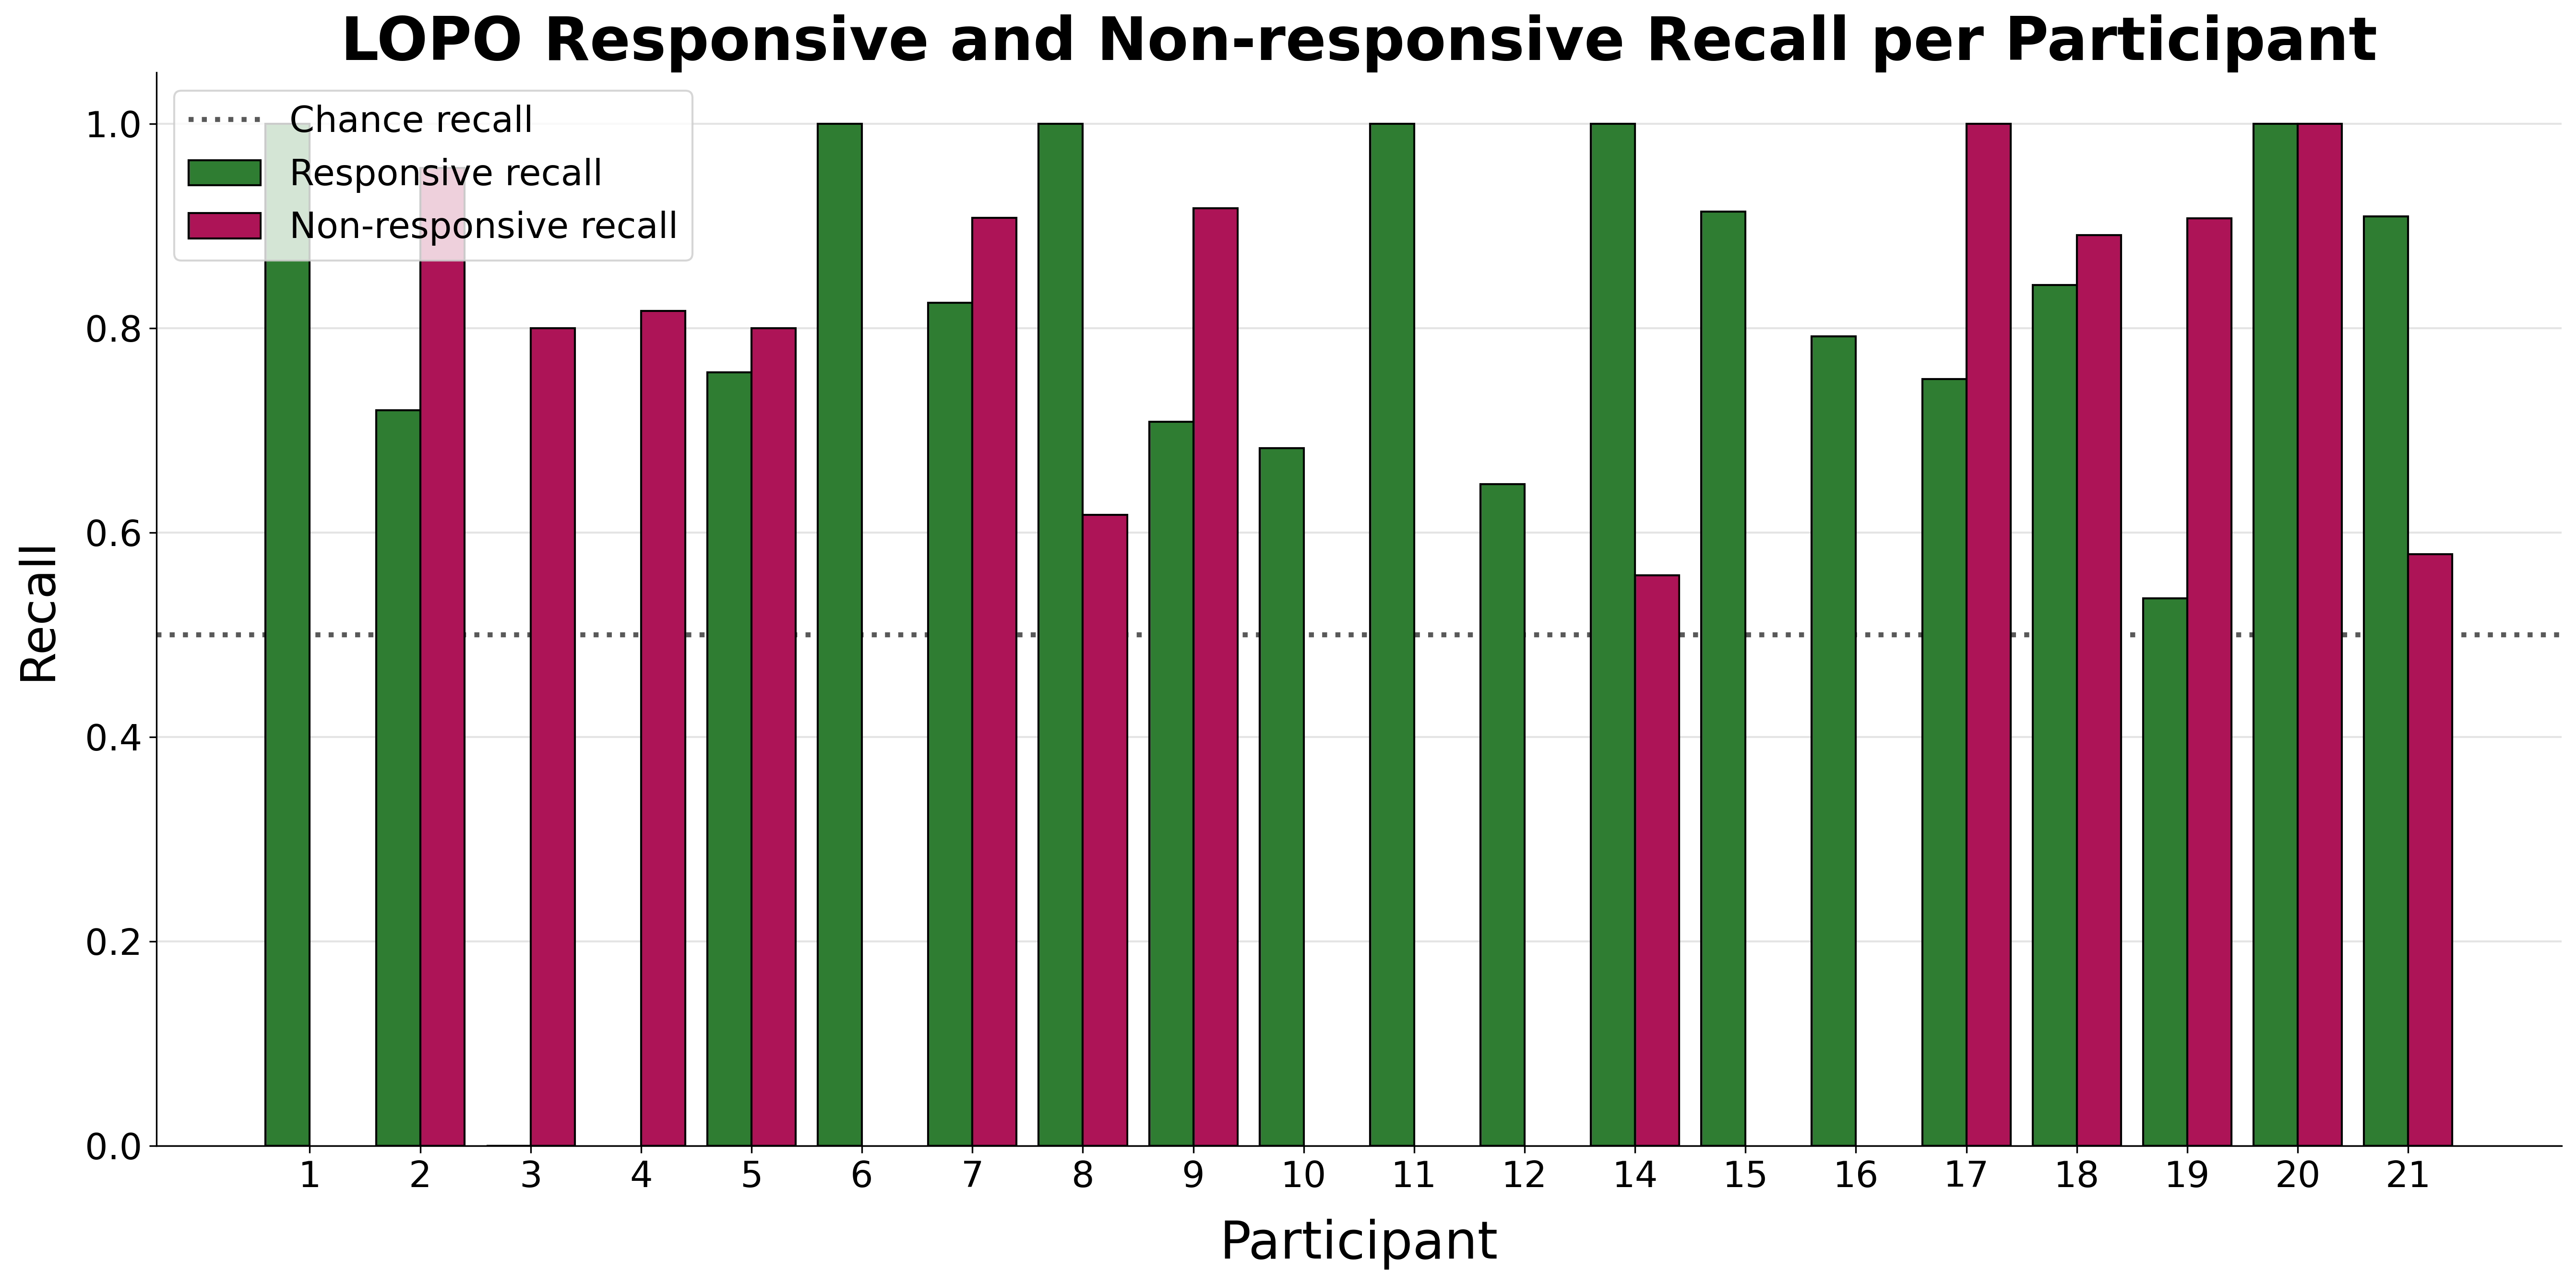 LOPO Responsive and Non-responsive Recall per Participant
Chance recall
Responsive recall
Non-responsive recall
1.0
0.8
0.6
0.4
0.2
0.0
Recall
1 2 3 4 5 6 7 8 9 10 11 12 14 15 16 17 18 19 20 21
Participant